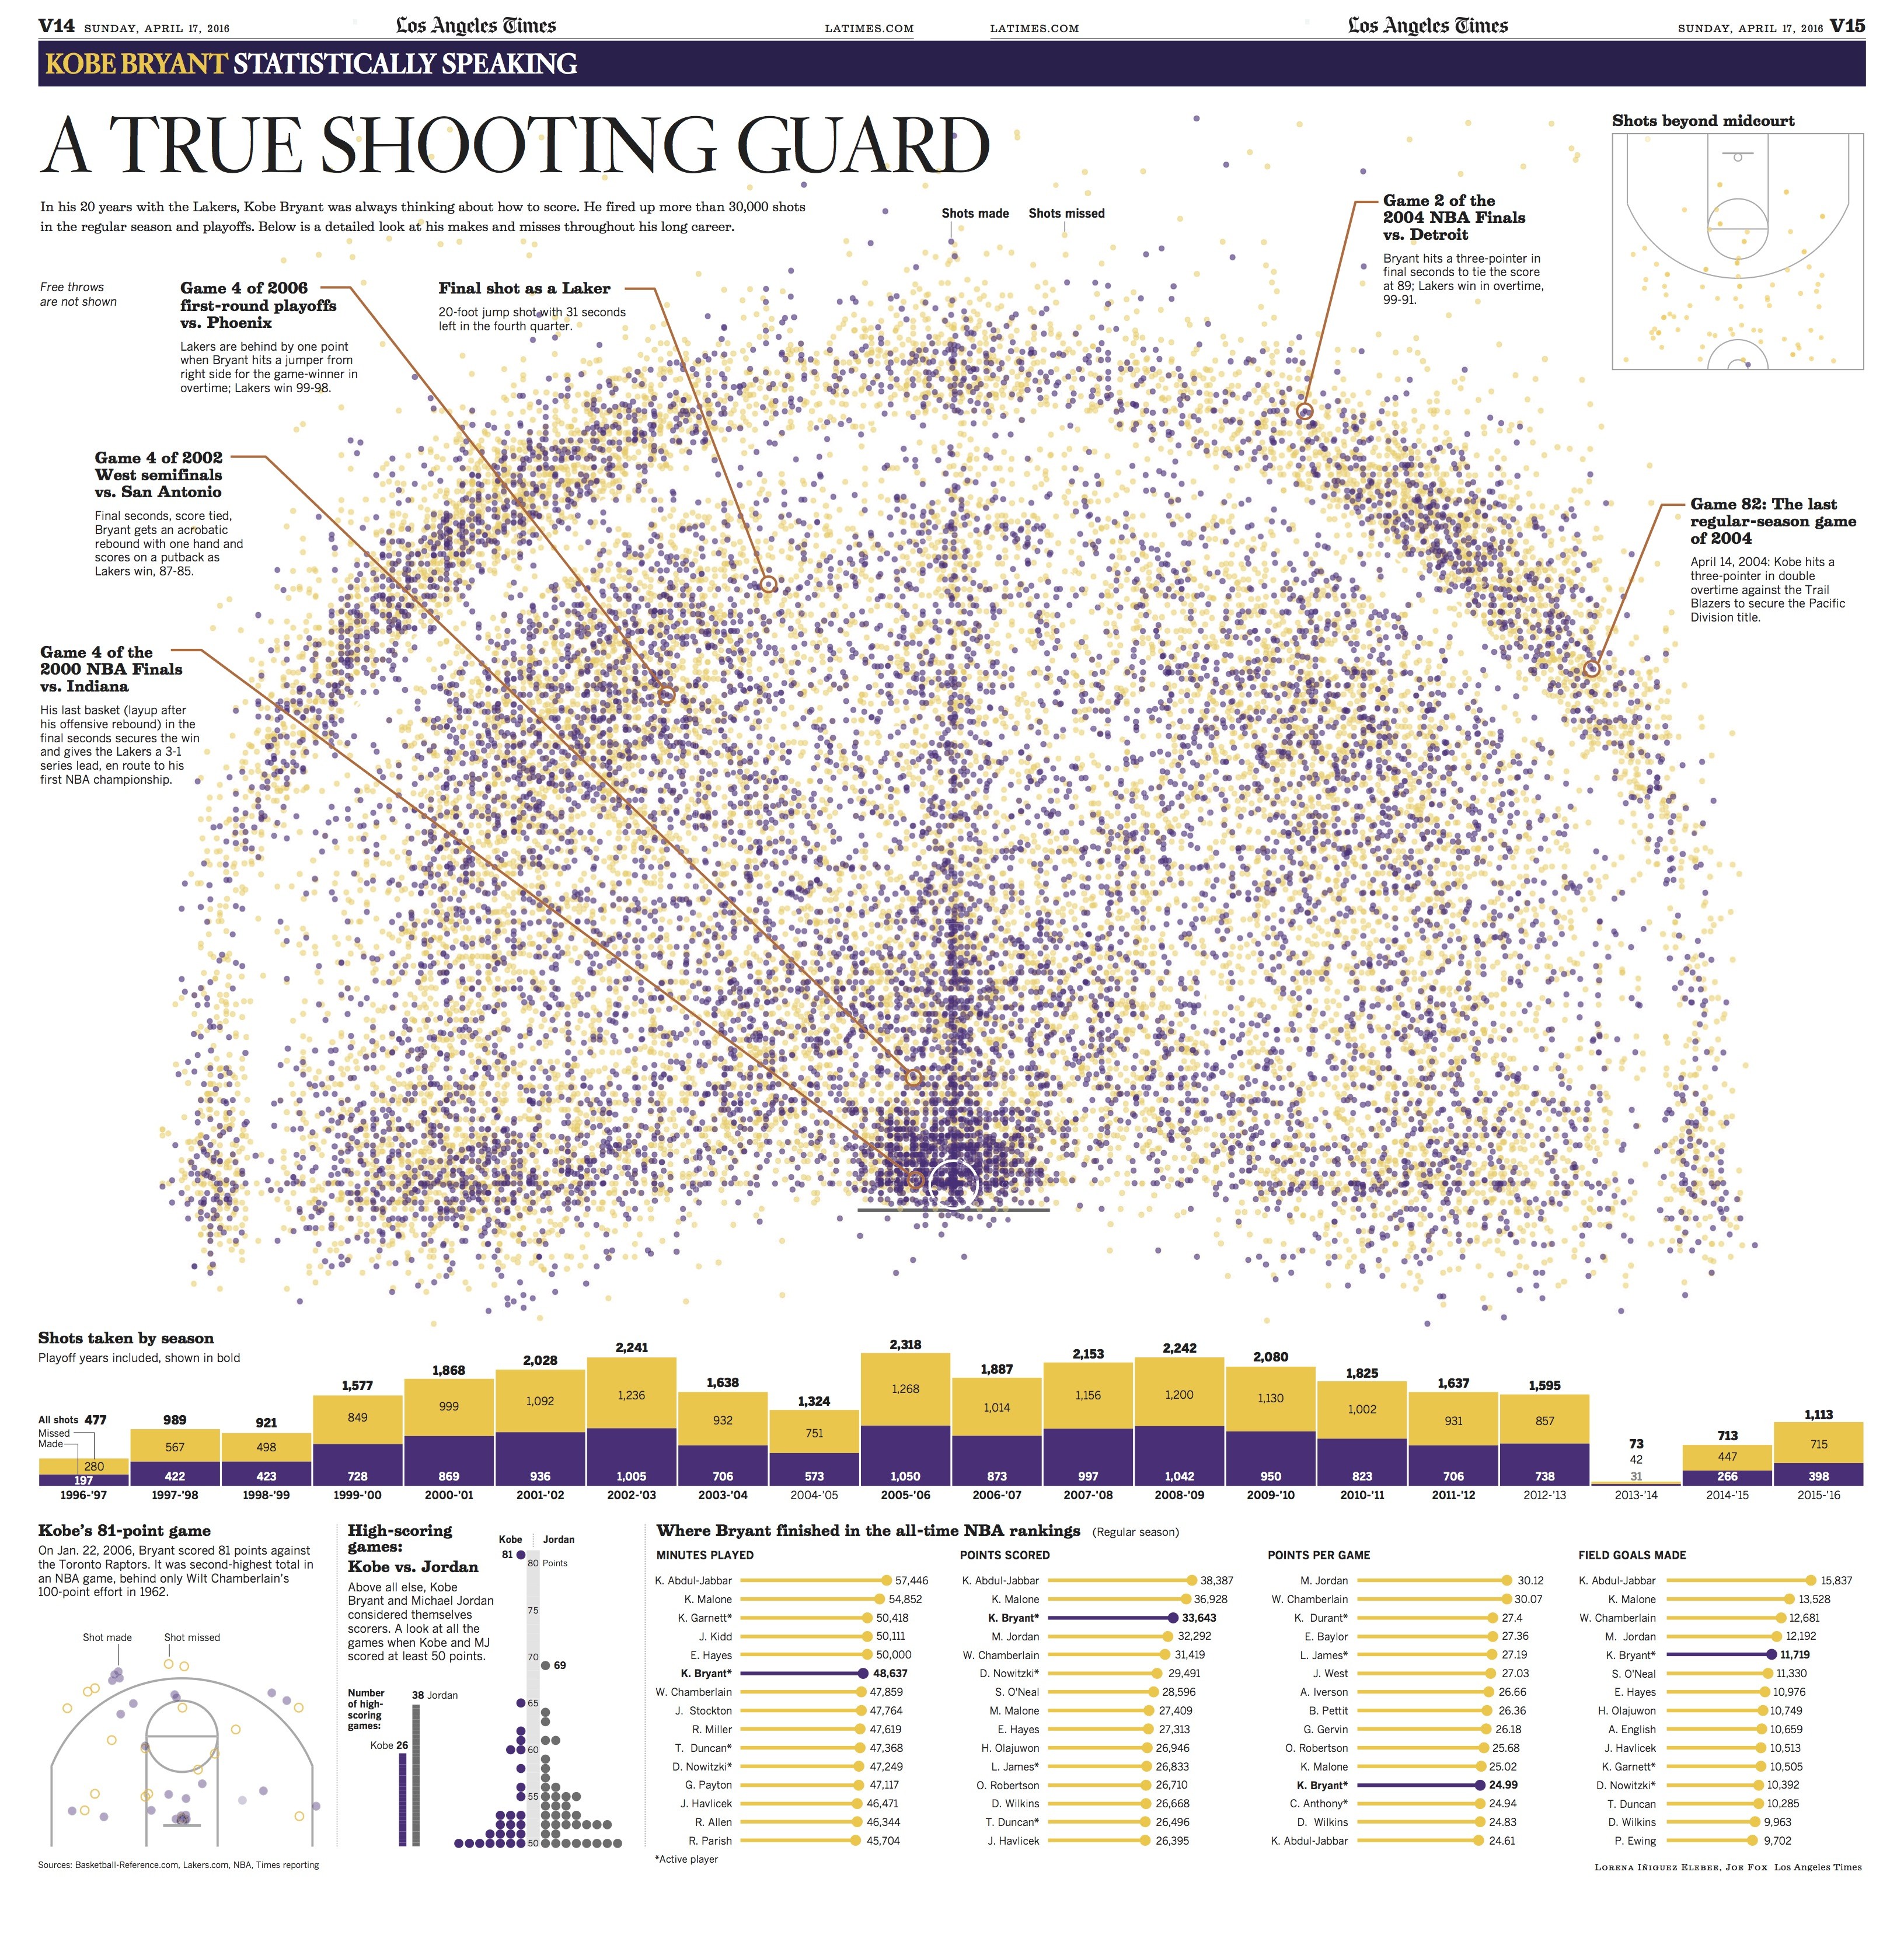 V14 SUNDAY, APRIL 17, 2016
Los Angeles Times
LATIMES.COM
LATIMES.COM
Los Angeles Times
SUNDAY, APRIL 17, 2016 V15
KOBE BRYANT STATISTICALLY SPEAKING
A TRUE SHOOTING GUARD
In his 20 years with the Lakers, Kobe Bryant was always thinking about how to score. He fired up more than 30,000 shots
in the regular season and playoffs. Below is a detailed look at his makes and misses throughout his long career.
Shots made
Shots missed
Shots beyond midcourt
Free throws
are not shown
Game 4 of 2006
first-round playoffs
vs. Phoenix
Lakers are behind by one point
when Bryant hits a jumper from
right side for the game-winner in
overtime; Lakers win 99-98.
Final shot as a Laker
20-foot jump shot with 31 seconds
left in the fourth quarter.
Game 2 of the
2004 NBA Finals
vs. Detroit
Bryant hits a three-pointer in
final seconds to tie the score
at 89; Lakers win in overtime,
99-91.
Game 4 of 2002
West semifinals
vs. San Antonio
Final seconds, score tied,
Bryant gets an acrobatic
rebound with one hand and
scores on a putback as
Lakers win, 87-85.
Game 82: The last
regular-season game
of 2004
April 14, 2004: Kobe hits a
three-pointer in double
overtime against the Trail
Blazers to secure the Pacific
Division title.
Game 4 of the
2000 NBA Finals
vs. Indiana
His last basket (layup after
his offensive rebound) in the
final seconds secures the win
and gives the Lakers a 3-1
series lead, en route to his
first NBA championship.
Shots taken by season
Playoff years included, shown in bold
All shots 477
Missed
Made
280
197
1996-'97
989
567
422
1997-'98
921
498
423
1998-'99
1,577
849
728
1999-'00
1,868
999
869
2000-'01
2,028
1,092
936
2001-'02
2,241
1,236
1,005
2002-'03
1,638
932
706
2003-'04
1,324
751
573
2004-'05
2,318
1,268
1,050
2005-'06
1,887
1,014
873
2006-'07
2,153
1,156
997
2007-'08
2,242
1,200
1,042
2008-'09
2,080
1,130
950
2009-'10
1,825
1,002
823
2010-'11
1,637
931
706
2011-'12
1,595
857
738
2012-'13
73
42
31
2013-'14
713
447
266
2014-'15
1,113
715
398
2015-'16
Kobe's 81-point game
On Jan. 22, 2006, Bryant scored 81 points against
the Toronto Raptors. It was second-highest total in
an NBA game, behind only Wilt Chamberlain's
100-point effort in 1962.
Shot made
Shot missed
High-scoring
games:
Kobe vs. Jordan
Above all else, Kobe
Bryant and Michael Jordan
considered themselves
scorers. A look at all the
games when Kobe and MJ
scored at least 50 points.
Number
of high-
scoring
games:
38 Jordan
Kobe 26
Kobe
Jordan
81
80 Points
75
70
69
65
60
55
50
Where Bryant finished in the all-time NBA rankings (Regular season)
MINUTES PLAYED
K. Abdul-Jabbar 57,446
K. Malone 54,852
K. Garnett* 50,418
J. Kidd 50,111
E. Hayes 50,000
K. Bryant* 48,637
W. Chamberlain 47,859
J. Stockton 47,764
R. Miller 47,619
T. Duncan* 47,368
D. Nowitzki* 47,249
G. Payton 47,117
J. Havlicek 46,471
R. Allen 46,344
R. Parish 45,704
*Active player
POINTS SCORED
K. Abdul-Jabbar 38,387
K. Malone 36,928
K. Bryant* 33,643
M. Jordan 32,292
W. Chamberlain 31,419
D. Nowitzki* 29,491
S. O'Neal 28,596
M. Malone 27,409
E. Hayes 27,313
H. Olajuwon 26,946
L. James* 26,833
O. Robertson 26,710
D. Wilkins 26,668
T. Duncan* 26,496
J. Havlicek 26,395
POINTS PER GAME
M. Jordan 30.12
W. Chamberlain 30.07
K. Durant* 27.4
E. Baylor 27.36
L. James* 27.19
J. West 27.03
A. Iverson 26.66
B. Pettit 26.36
G. Gervin 26.18
O. Robertson 25.68
K. Malone 25.02
K. Bryant* 24.99
C. Anthony* 24.94
D. Wilkins 24.83
K. Abdul-Jabbar 24.61
FIELD GOALS MADE
K. Abdul-Jabbar 15,837
K. Malone 13,528
W. Chamberlain 12,681
M. Jordan 12,192
K. Bryant* 11,719
S. O'Neal 11,330
E. Hayes 10,976
H. Olajuwon 10,749
A. English 10,659
J. Havlicek 10,513
K. Garnett* 10,505
D. Nowitzki* 10,392
T. Duncan 10,285
D. Wilkins 9,963
P. Ewing 9,702
Sources: Basketball-Reference.com, Lakers.com, NBA, Times reporting
LORENA IÑIGUEZ ELEBEE, JOE FOX Los Angeles Times